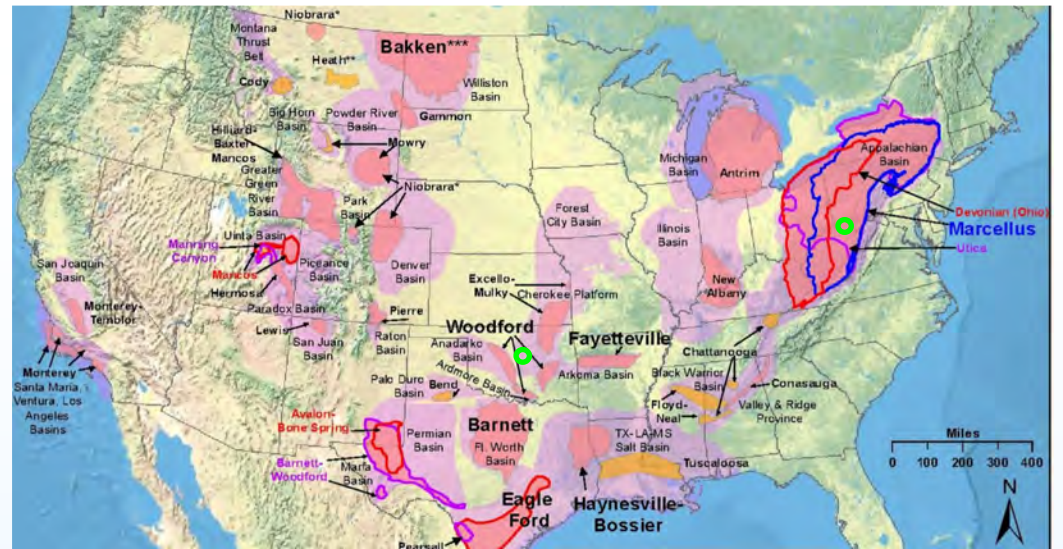 Niobrara*
Montana
Thrust
Belt
Bakken***
Heath**
Cody
Williston
Basin
Big Horn
Basin
Powder River
Basin
Gammon
Hilliard-
Baxter-
Mancos
Mowry
Greater
Green
River
Basin
Niobrara*
Park
Basin
Michigan
Basin
Antrim
Appalachian
Basin
Devonian (Ohio)
Marcellus
Utica
Forest
City Basin
Illinois
Basin
Uinta Basin
Manning
Canyon
Mancos
Piceance
Basin
Denver
Basin
San Joaquin
Basin
Hermosa
Paradox Basin
Excello-
Mulky
Cherokee Platform
New
Albany
Monterey-
Temblor
Lewis
San Juan
Basin
Pierre
Raton
Basin
Woodford
Anadarko
Basin
Fayetteville
Arkoma Basin
Chattanooga
Monterey
Santa Maria,
Ventura, Los
Angeles
Basins
Palo Duro
Basin
Bend
Ardmore Basin
Black Warrior
Basin
Conasauga
Floyd-
Neal
Valley & Ridge
Province
Avalon-
Bone Spring
Permian
Basin
Barnett
Ft. Worth
Basin
TX-LA-MS
Salt Basin
Tuscaloosa
Barnett-
Woodford
Marfa
Basin
Eagle
Ford
Haynesville-
Bossier
Pearsall
Miles
0 100 200 300 400
N